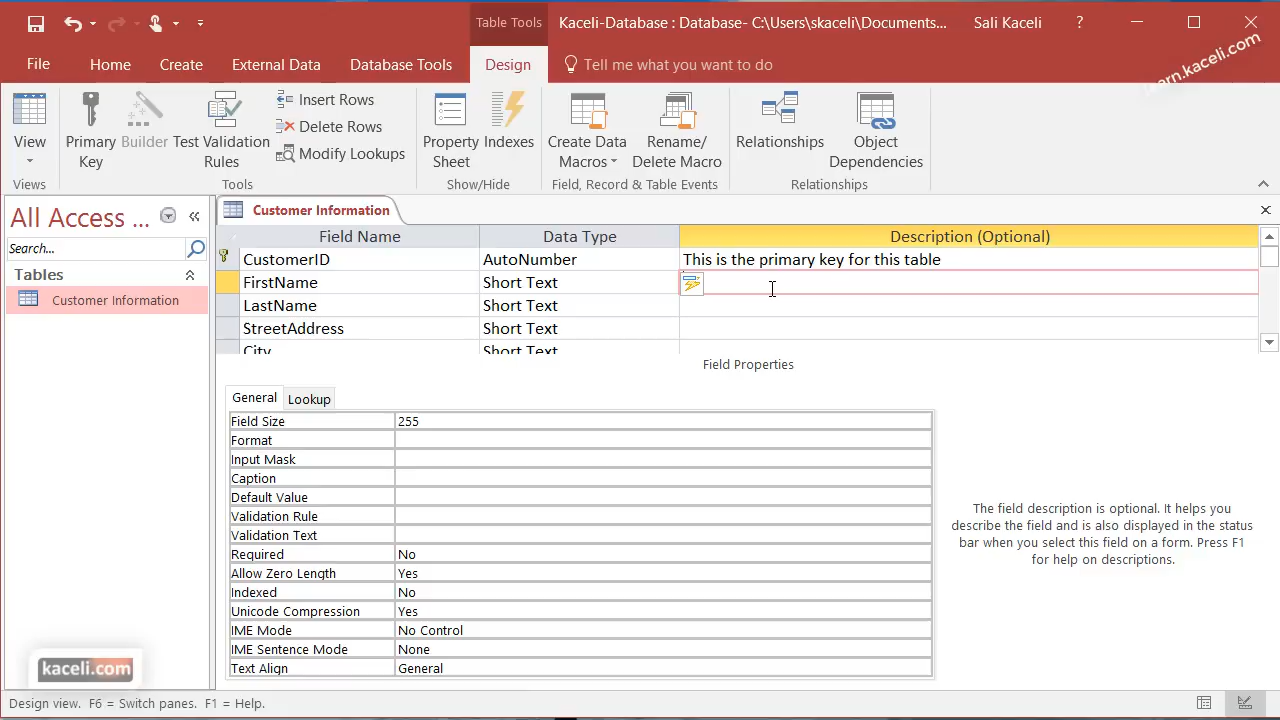 Table Tools
Kaceli-Database : Database- C:\Users\skaceli\Documents...
Sali Kaceli
?
learn.kaceli.com
File
Home
Create
External Data
Database Tools
Design
Tell me what you want to do
View
Primary Key
Builder
Test Validation Rules
Insert Rows
Delete Rows
Modify Lookups
Property Sheet
Indexes
Create Data Macros
Rename/ Delete Macro
Relationships
Object Dependencies
Views
Tools
Show/Hide
Field, Record & Table Events
Relationships
All Access ...
Search...
Tables
Customer Information
Customer Information
Field Name Data Type Description (Optional)
CustomerID AutoNumber This is the primary key for this table
FirstName Short Text
LastName Short Text
StreetAddress Short Text
City Short Text
Field Properties
General
Lookup
Field Size 255
Format
Input Mask
Caption
Default Value
Validation Rule
Validation Text
Required No
Allow Zero Length Yes
Indexed No
Unicode Compression Yes
IME Mode No Control
IME Sentence Mode None
Text Align General
The field description is optional. It helps you
describe the field and is also displayed in the status
bar when you select this field on a form. Press F1
for help on descriptions.
kaceli.com
Design view. F6 = Switch panes. F1 = Help.